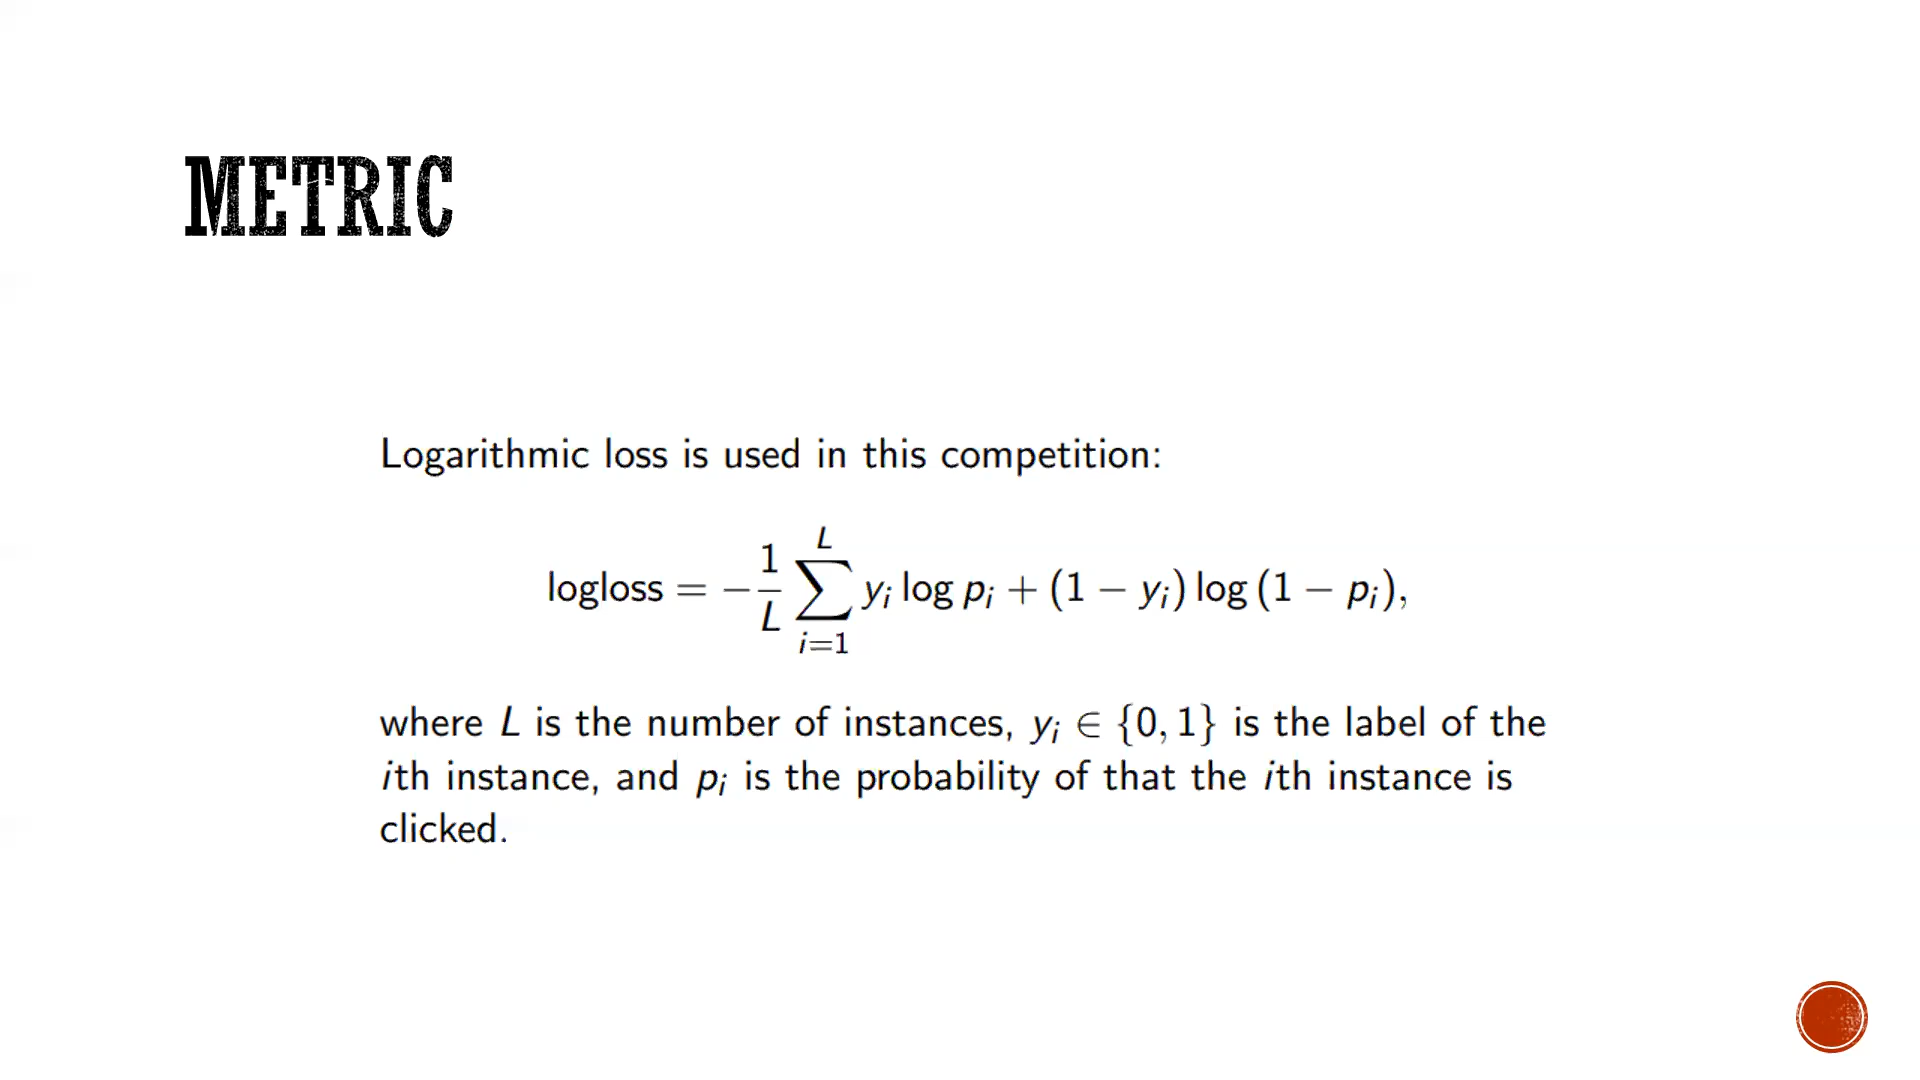 METRIC
Logarithmic loss is used in this competition:
logloss = −\frac{1}{L} \sum_{i=1}^{L} y_i log p_i + (1 − y_i) log (1 − p_i),
where L is the number of instances, y_i ∈ {0, 1} is the label of the
ith instance, and p_i is the probability of that the ith instance is
clicked.